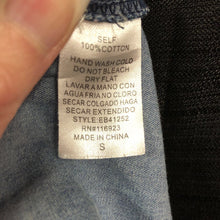 SELF
100%COTTON
HAND WASH COLD
DO NOT BLEACH
DRY FLAT
LAVAR A MANO CON
AGUA FRIA NO CLORO
SECAR COLGADO HAGA
SECAR EXTENDIDO
STYLE:EB41252
RN#116923
MADE IN CHINA
S